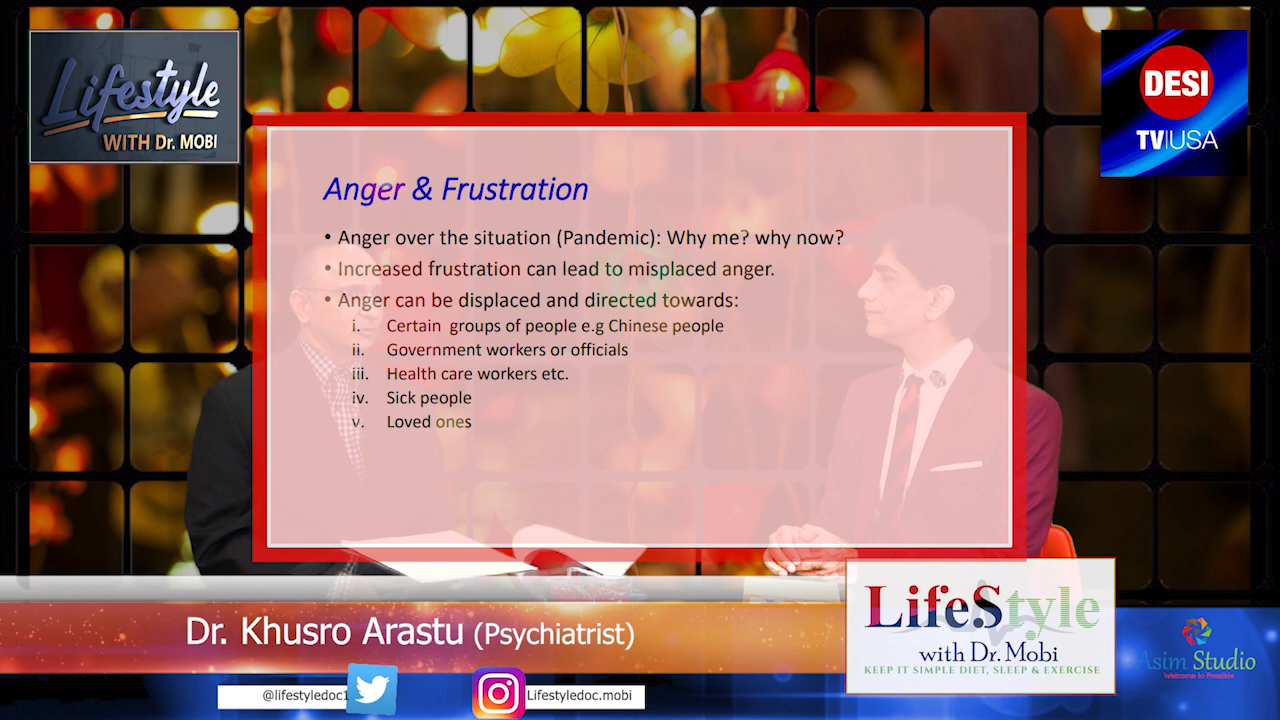 Lifestyle
WITH Dr. MOBI
DESI
TV|USA
Anger & Frustration
• Anger over the situation (Pandemic): Why me? why now?
• Increased frustration can lead to misplaced anger.
• Anger can be displaced and directed towards:
i. Certain groups of people e.g Chinese people
ii. Government workers or officials
iii. Health care workers etc.
iv. Sick people
v. Loved ones
Dr. Khusro Arastu (Psychiatrist)
LifeStyle
with Dr. Mobi
KEEP IT SIMPLE DIET, SLEEP & EXERCISE
Asim Studio
Welcome to Possible
@lifestyledoc1
Lifestyledoc.mobi